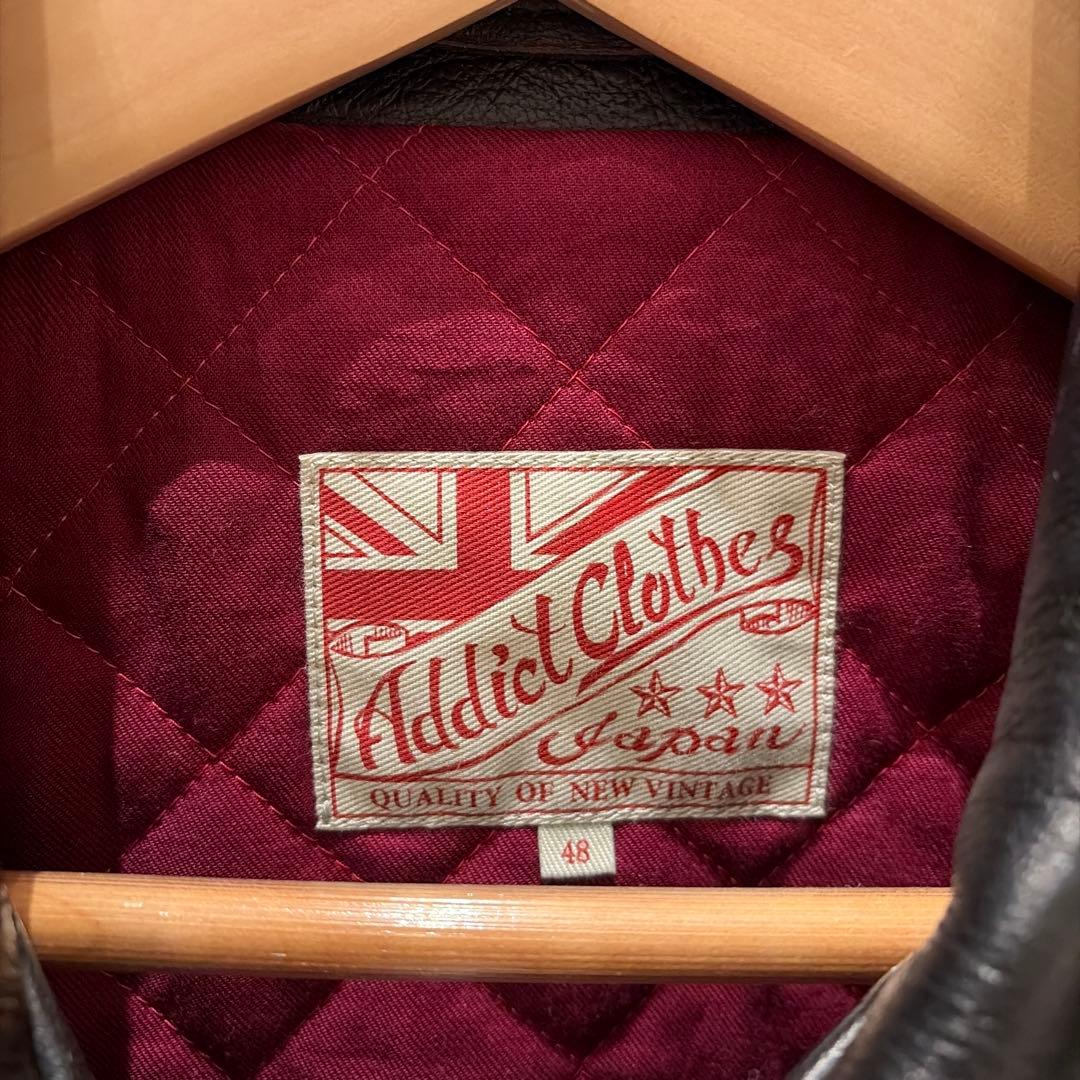 Addict Clothes
Japan
QUALITY OF NEW VINTAGE
48